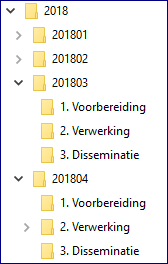 2018
201801
201802
201803
1. Voorbereiding
2. Verwerking
3. Disseminatie
201804
1. Voorbereiding
2. Verwerking
3. Disseminatie